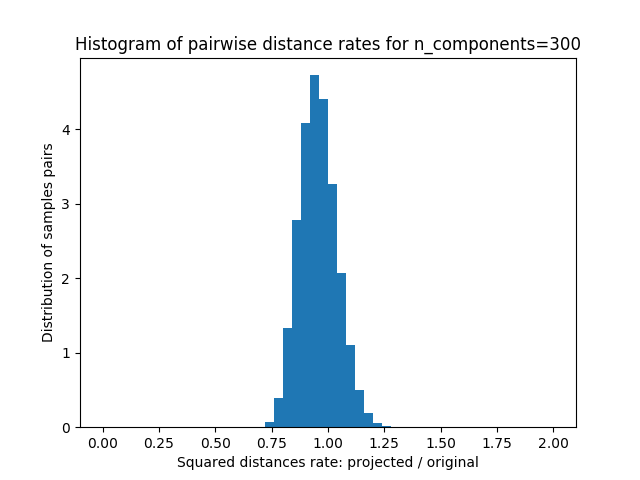 Histogram of pairwise distance rates for n_components=300
Distribution of samples pairs
4
3
2
1
0
0.00 0.25 0.50 0.75 1.00 1.25 1.50 1.75 2.00
Squared distances rate: projected / original